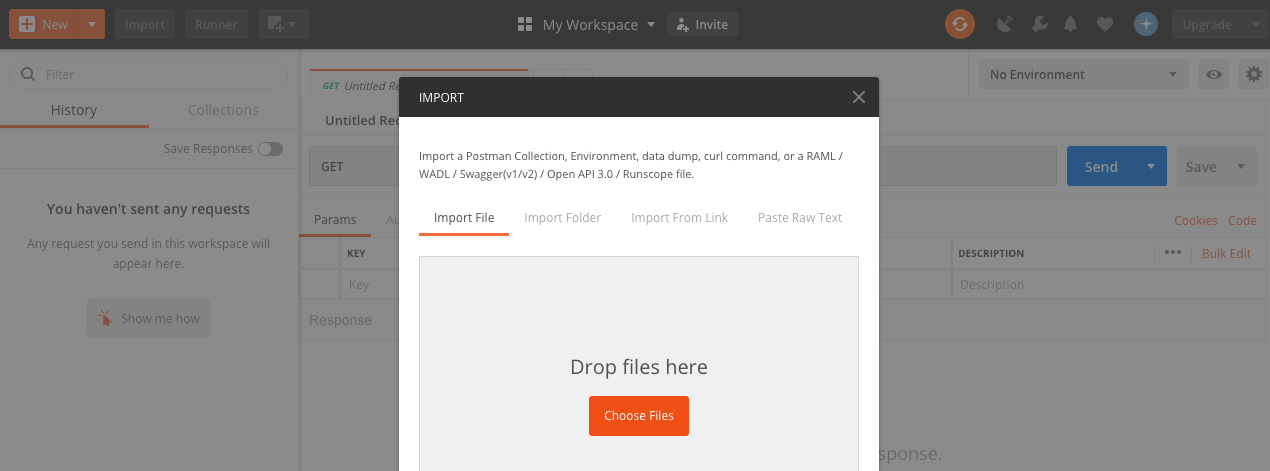 New
Import
Runner
My Workspace
Invite
Upgrade
Filter
History
Collections
Save Responses
You haven't sent any requests
Any request you send in this workspace will
appear here.
Show me how
GET Untitled Re
No Environment
Untitled Rec
GET
Send
Save
Params
Au
Cookies
Code
KEY
DESCRIPTION
Bulk Edit
Key
Description
Response
sponse.
IMPORT
Import a Postman Collection, Environment, data dump, curl command, or a RAML /
WADL / Swagger(v1/v2) / Open API 3.0 / Runscope file.
Import File
Import Folder
Import From Link
Paste Raw Text
Drop files here
Choose Files